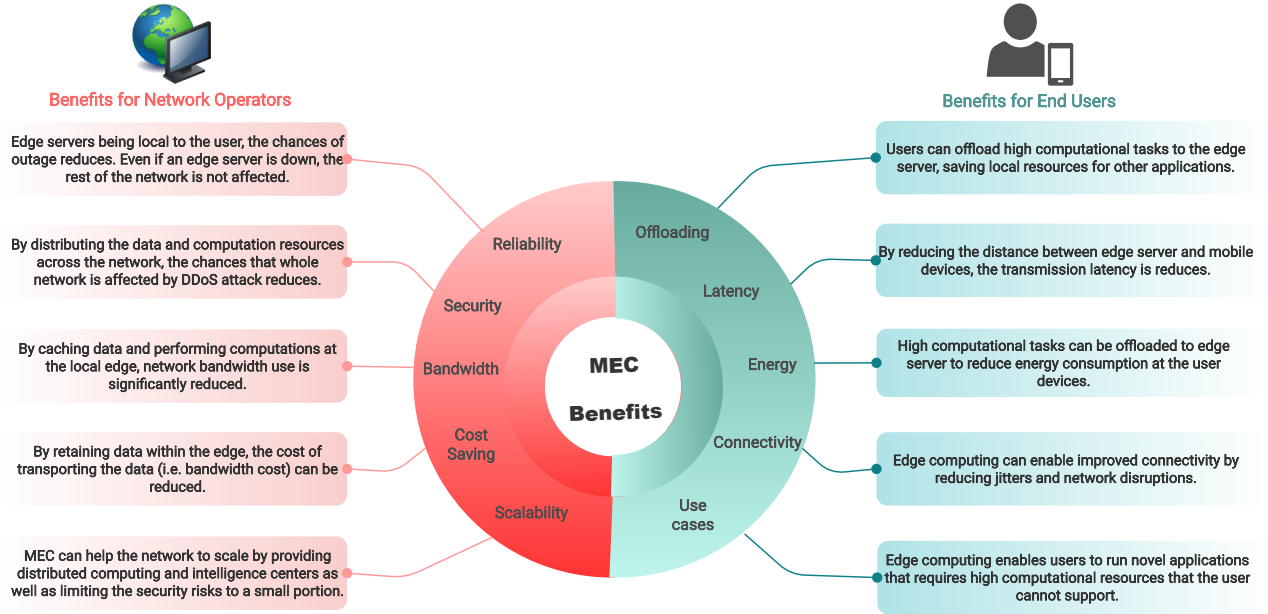 Benefits for Network Operators
Edge servers being local to the user, the chances of
outage reduces. Even if an edge server is down, the
rest of the network is not affected.
By distributing the data and computation resources
across the network, the chances that whole
network is affected by DDoS attack reduces.
By caching data and performing computations at
the local edge, network bandwidth use is
significantly reduced.
By retaining data within the edge, the cost of
transporting the data (i.e. bandwidth cost) can be
reduced.
MEC can help the network to scale by providing
distributed computing and intelligence centers as
well as limiting the security risks to a small portion.
Reliability
Security
Bandwidth
Cost
Saving
Scalability
MEC
Benefits
Offloading
Latency
Energy
Connectivity
Use
cases
Benefits for End Users
Users can offload high computational tasks to the edge
server, saving local resources for other applications.
By reducing the distance between edge server and mobile
devices, the transmission latency is reduces.
High computational tasks can be offloaded to edge
server to reduce energy consumption at the user
devices.
Edge computing can enable improved connectivity by
reducing jitters and network disruptions.
Edge computing enables users to run novel applications
that requires high computational resources that the user
cannot support.